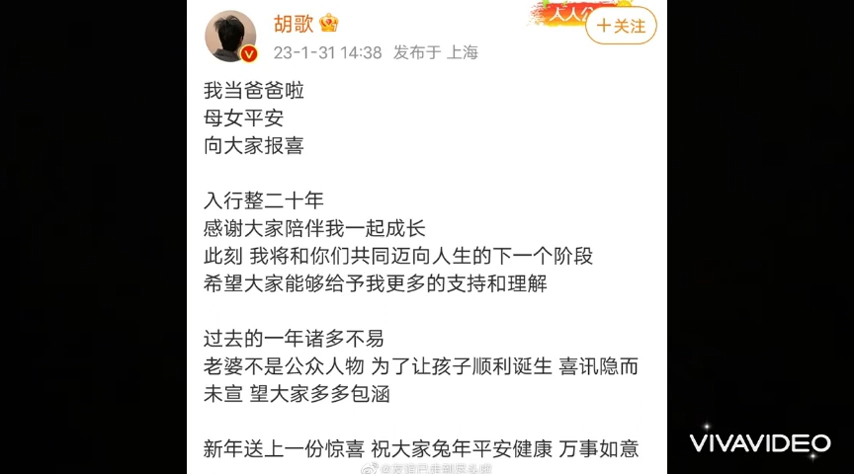 胡歌
23-1-31 14:38 发布于 上海
+关注
我当爸爸啦
母女平安
向大家报喜
入行整二十年
感谢大家陪伴我一起成长
此刻 我将和你们共同迈向人生的下一个阶段
希望大家能够给予我更多的支持和理解
过去的一年诸多不易
老婆不是公众人物 为了让孩子顺利诞生 喜讯隐而
未宣 望大家多多包涵
新年送上一份惊喜 祝大家兔年平安健康 万事如意
VIVAVIDEO